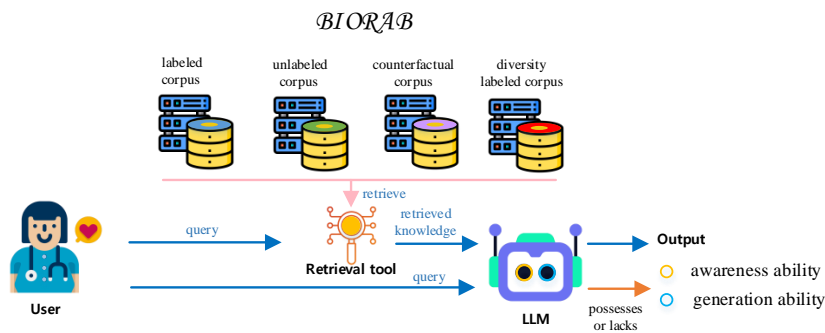 BIORAB
labeled
corpus
unlabeled
corpus
counterfactual
corpus
diversity
labeled corpus
retrieve
query
retrieved
knowledge
Retrieval tool
query
User
LLM
Output
awareness ability
generation ability
possesses
or lacks